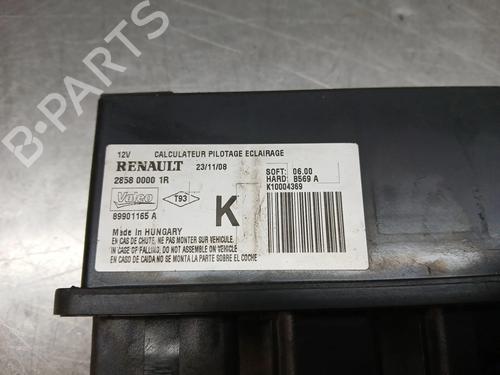 12V CALCULATEUR PILOTAGE ECLAIRAGE
RENAULT 23/11/08
2858 0000 1R
SOFT: 06.00
HARD: B569 A
K10004369
Valeo T93
89901165 A
K
Made in HUNGARY
EN CAS DE CHUTE, NE PAS MONTER SUR VEHICULE.
IN CASE OF FALLING, DO NOT ASSEMBLE ON VEHICLE
EN CASO DE CAIDA NO SE MONTA LA PARTE SOBRE EL COCHE
B-PARTS